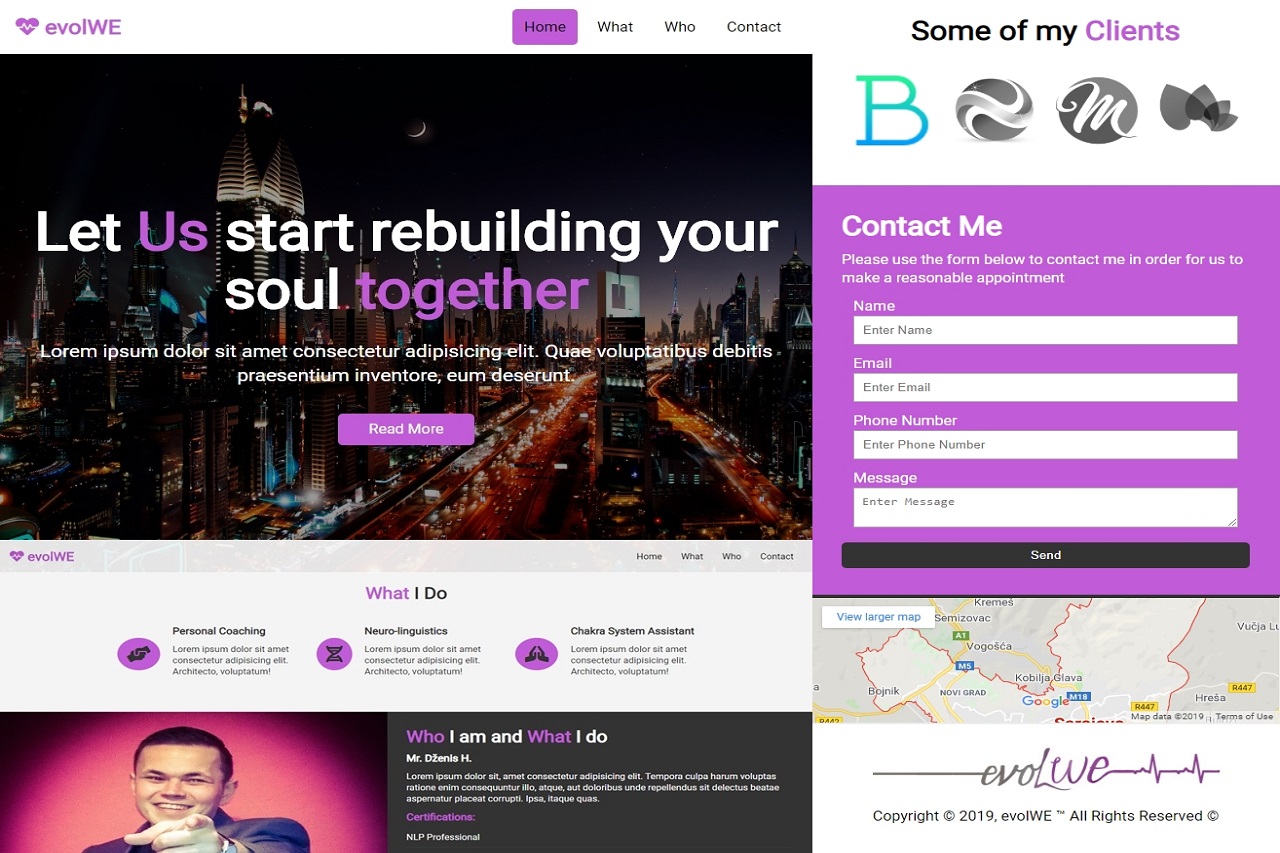 evolWE
Home What Who Contact
Let Us start rebuilding your
soul together
Lorem ipsum dolor sit amet consectetur adipisicing elit. Quae voluptatibus debitis
praesentium inventore, eum deserunt.
Read More
evolWE
Home What Who Contact
What I Do
Personal Coaching
Lorem ipsum dolor sit amet
consectetur adipisicing elit.
Architecto, voluptatum!
Neuro-linguistics
Lorem ipsum dolor sit amet
consectetur adipisicing elit.
Architecto, voluptatum!
Chakra System Assistant
Lorem ipsum dolor sit amet
consectetur adipisicing elit.
Architecto, voluptatum!
Who I am and What I do
Mr. Dženis H.
Lorem ipsum dolor sit, amet consectetur adipisicing elit. Tempora culpa harum voluptas
ratione enim consequuntur illo, atque, aut doloribus unde repellendus sit delectus beatae
aspernatur placeat corrupti. Ipsa, itaque quas.
Certifications:
NLP Professional
Some of my Clients
B
m
Contact Me
Please use the form below to contact me in order for us to
make a reasonable appointment
Name
Enter Name
Email
Enter Email
Phone Number
Enter Phone Number
Message
Enter Message
Send
View larger map
Kremeš
Semizovac
Vučja Lu
A1
Vogošća
M5
Kobilja Glava
Bojnik
NOVI GRAD
M18
R447
Hreša
Google
R447
R442
Sarajevo
Map data ©2019
Terms of Use
evolWE
Copyright © 2019, evolWE ™ All Rights Reserved ©